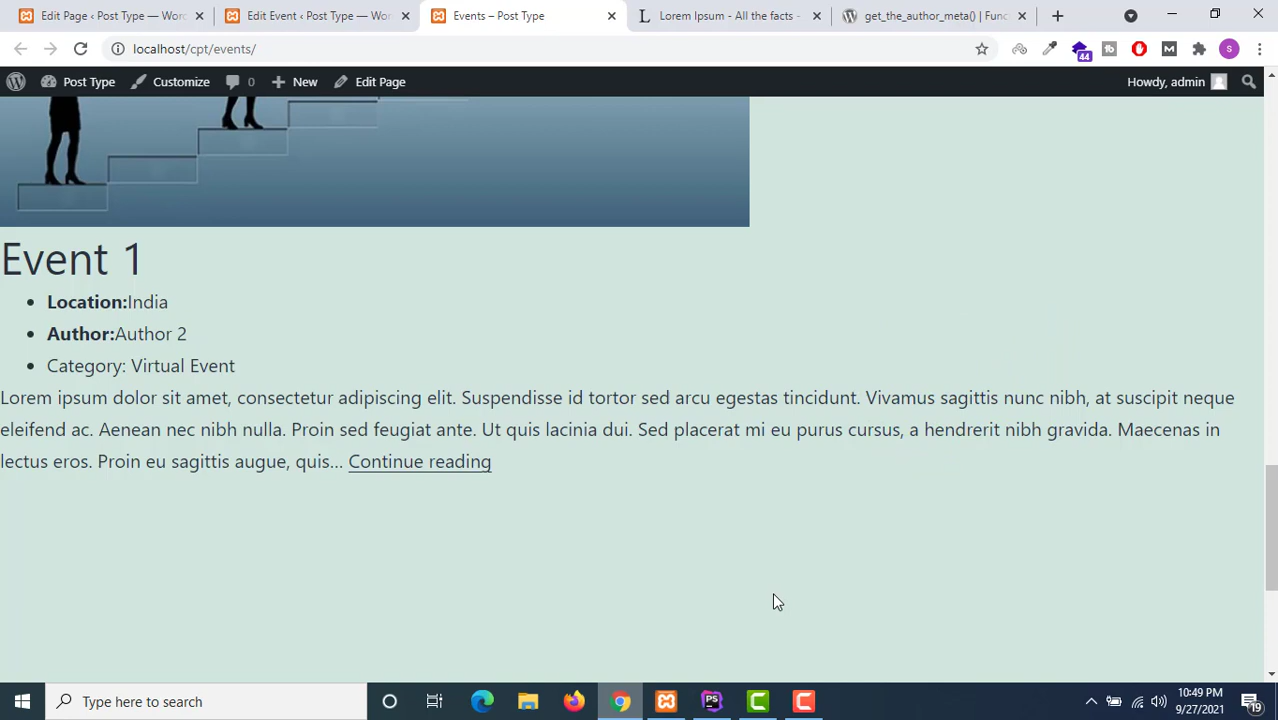 Edit Page ‹ Post Type — Word
Edit Event ‹ Post Type — Wor
Events – Post Type
Lorem Ipsum - All the facts -
get_the_author_meta() | Func
localhost/cpt/events/
44
S
Post Type
Customize
0
New
Edit Page
Howdy, admin
Event 1
Location:India
Author:Author 2
Category: Virtual Event
Lorem ipsum dolor sit amet, consectetur adipiscing elit. Suspendisse id tortor sed arcu egestas tincidunt. Vivamus sagittis nunc nibh, at suscipit neque
eleifend ac. Aenean nec nibh nulla. Proin sed feugiat ante. Ut quis lacinia dui. Sed placerat mi eu purus cursus, a hendrerit nibh gravida. Maecenas in
lectus eros. Proin eu sagittis augue, quis… Continue reading
Type here to search
PS
10:49 PM
9/27/2021
19